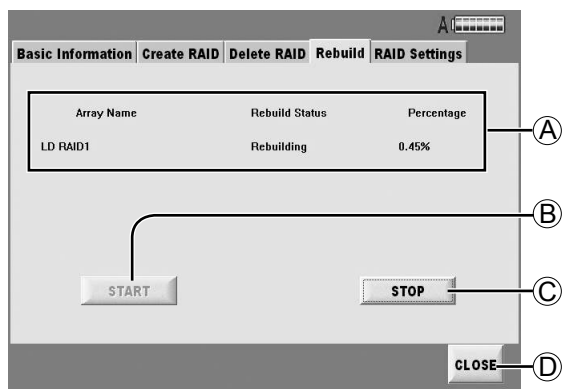 A
Basic Information Create RAID Delete RAID Rebuild RAID Settings
Array Name Rebuild Status Percentage
LD RAID1 Rebuilding 0.45%
A
B
START STOP C
CLOSE D